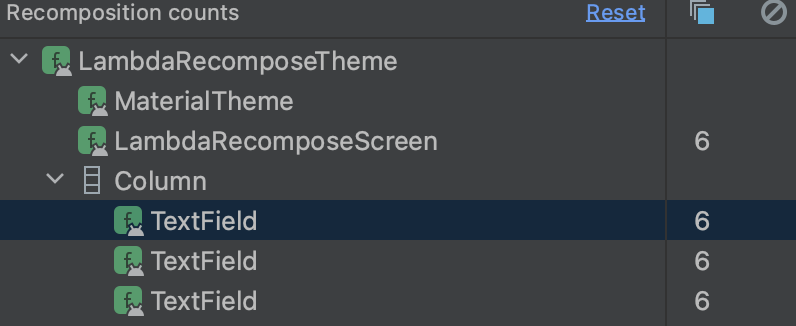 Recomposition counts Reset
LambdaRecomposeTheme
MaterialTheme
LambdaRecomposeScreen 6
Column
TextField 6
TextField 6
TextField 6